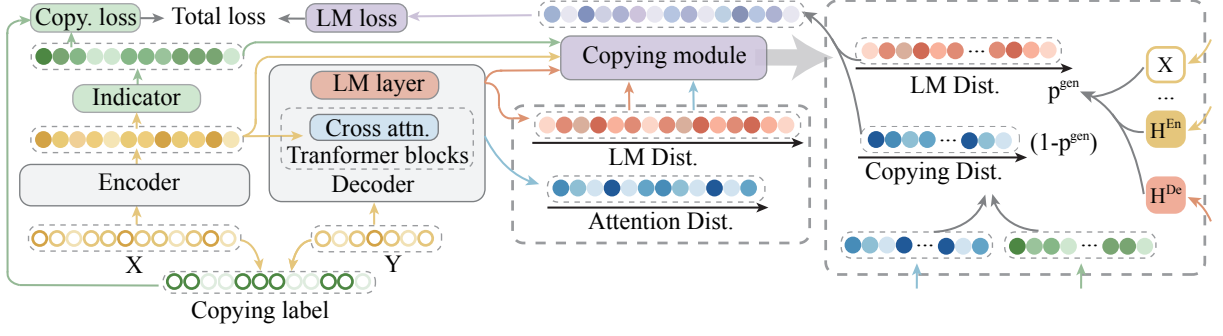 Copy. loss
Total loss
LM loss
Indicator
Encoder
X
LM layer
Cross attn.
Tranformer blocks
Decoder
Y
Copying label
Copying module
LM Dist.
Attention Dist.
...
LM Dist.
p^gen
...
(1-p^gen)
Copying Dist.
X
...
H^En
H^De
...
...